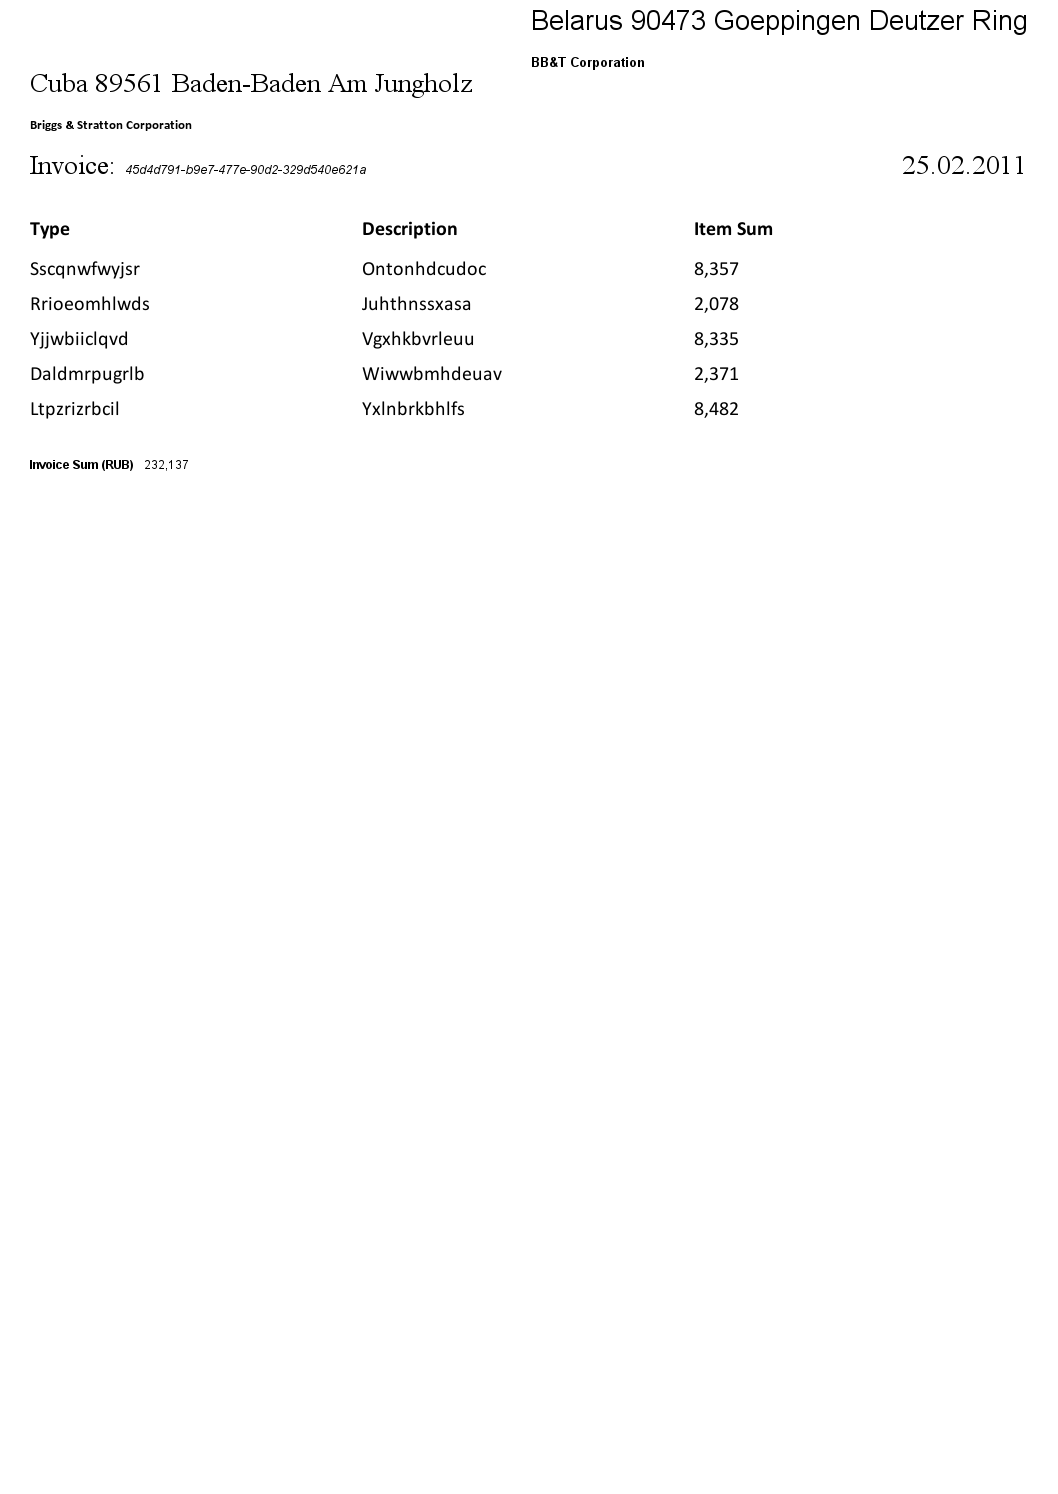 Belarus 90473 Goeppingen Deutzer Ring
BB&T Corporation
Cuba 89561 Baden-Baden Am Jungholz
Briggs & Stratton Corporation
Invoice: 45d4d791-b9e7-477e-90d2-329d540e621a 25.02.2011
Type Description Item Sum
Sscqnwfwyjsr Ontonhdcudoc 8,357
Rrioeomhlwds Juhthnssxasa 2,078
Yjjwbiiclqvd Vgxhkbvrleuu 8,335
Daldmrpugrlb Wiwwbmhdeuav 2,371
Ltpzrizrbcil Yxlnbrkbhlfs 8,482
Invoice Sum (RUB) 232,137